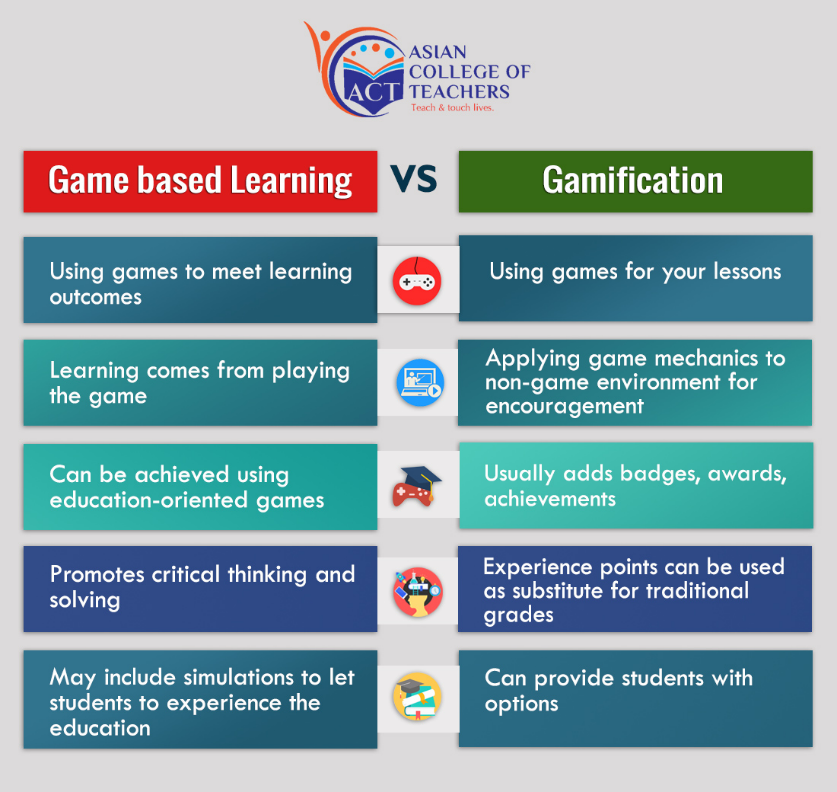 ASIAN
COLLEGE OF
ACT TEACHERS
Teach & touch lives.
Game based Learning VS Gamification
Using games to meet learning
outcomes
Using games for your lessons
Learning comes from playing
the game
Applying game mechanics to
non-game environment for
encouragement
Can be achieved using
education-oriented games
Usually adds badges, awards,
achievements
Promotes critical thinking and
solving
Experience points can be used
as substitute for traditional
grades
May include simulations to let
students to experience the
education
Can provide students with
options